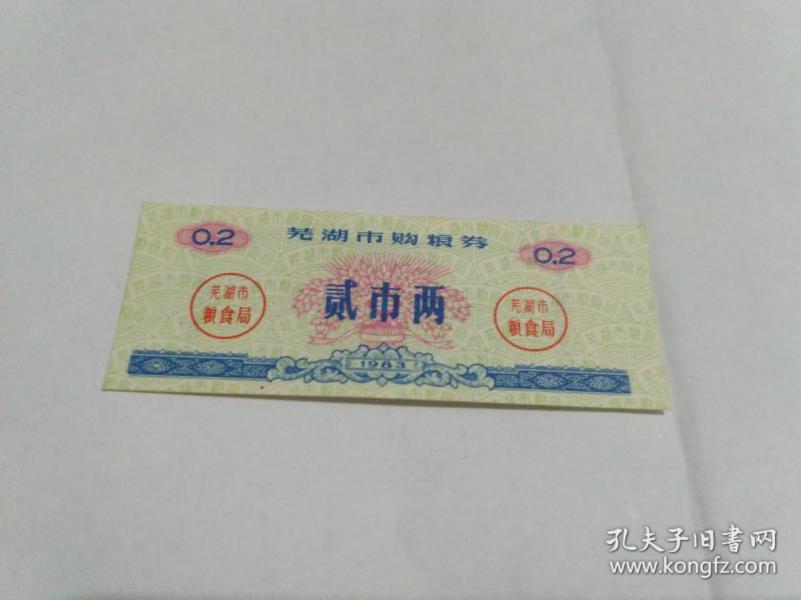 芜湖市购粮券
0.2
0.2
贰市两
芜湖市
粮食局
芜湖市
粮食局
1983
孔夫子旧書网
www.kongfz.com